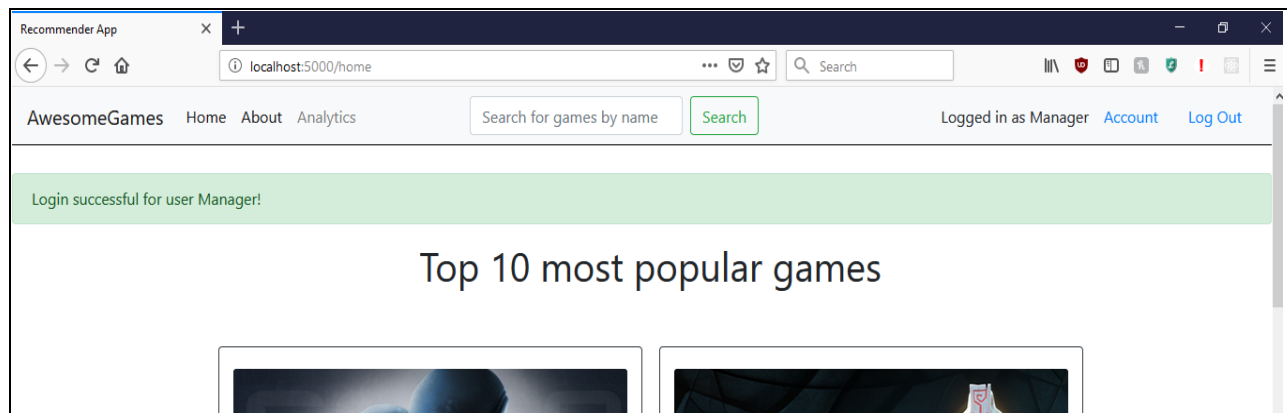 Recommender App
localhost:5000/home
Search
AwesomeGames Home About Analytics
Search for games by name
Search
Logged in as Manager Account Log Out
Login successful for user Manager!
Top 10 most popular games